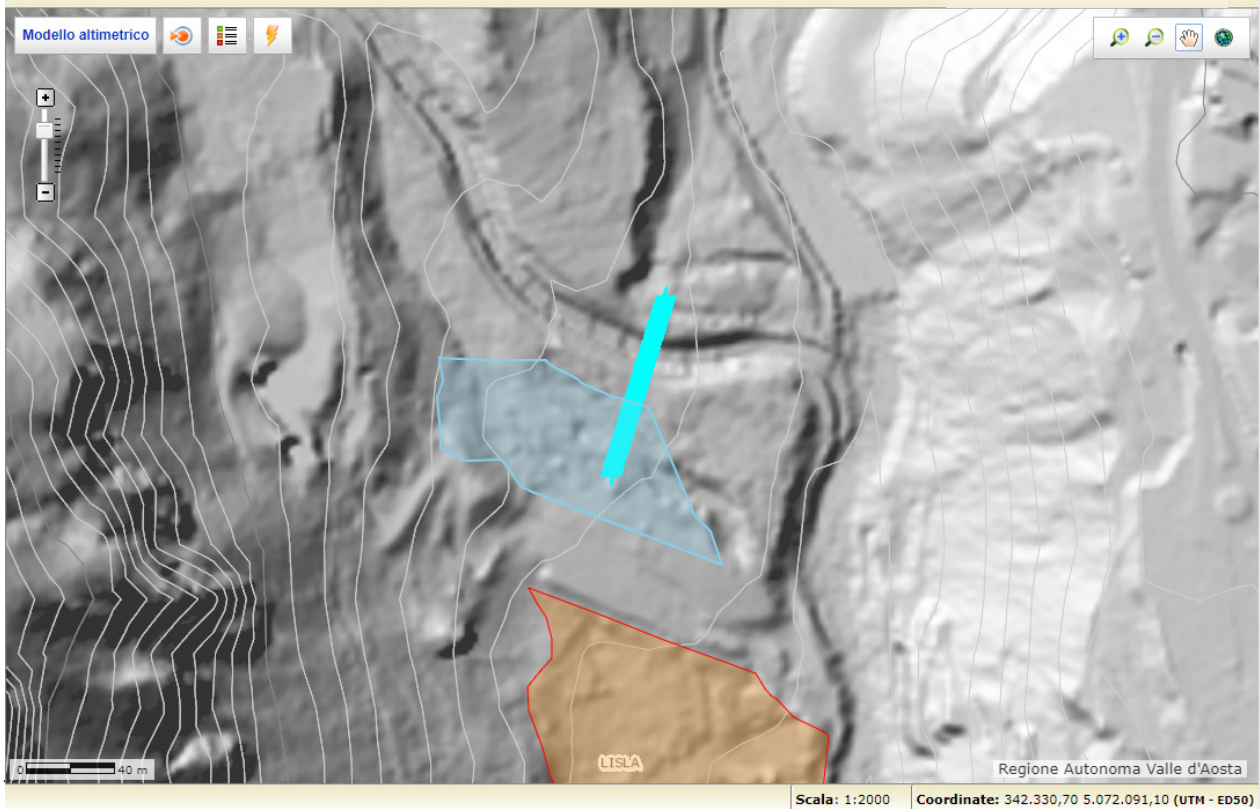 Modello altimetrico
LISLA
0 40 m
Regione Autonoma Valle d'Aosta
Scala: 1:2000 Coordinate: 342.330,70 5.072.091,10 (UTM - ED50)